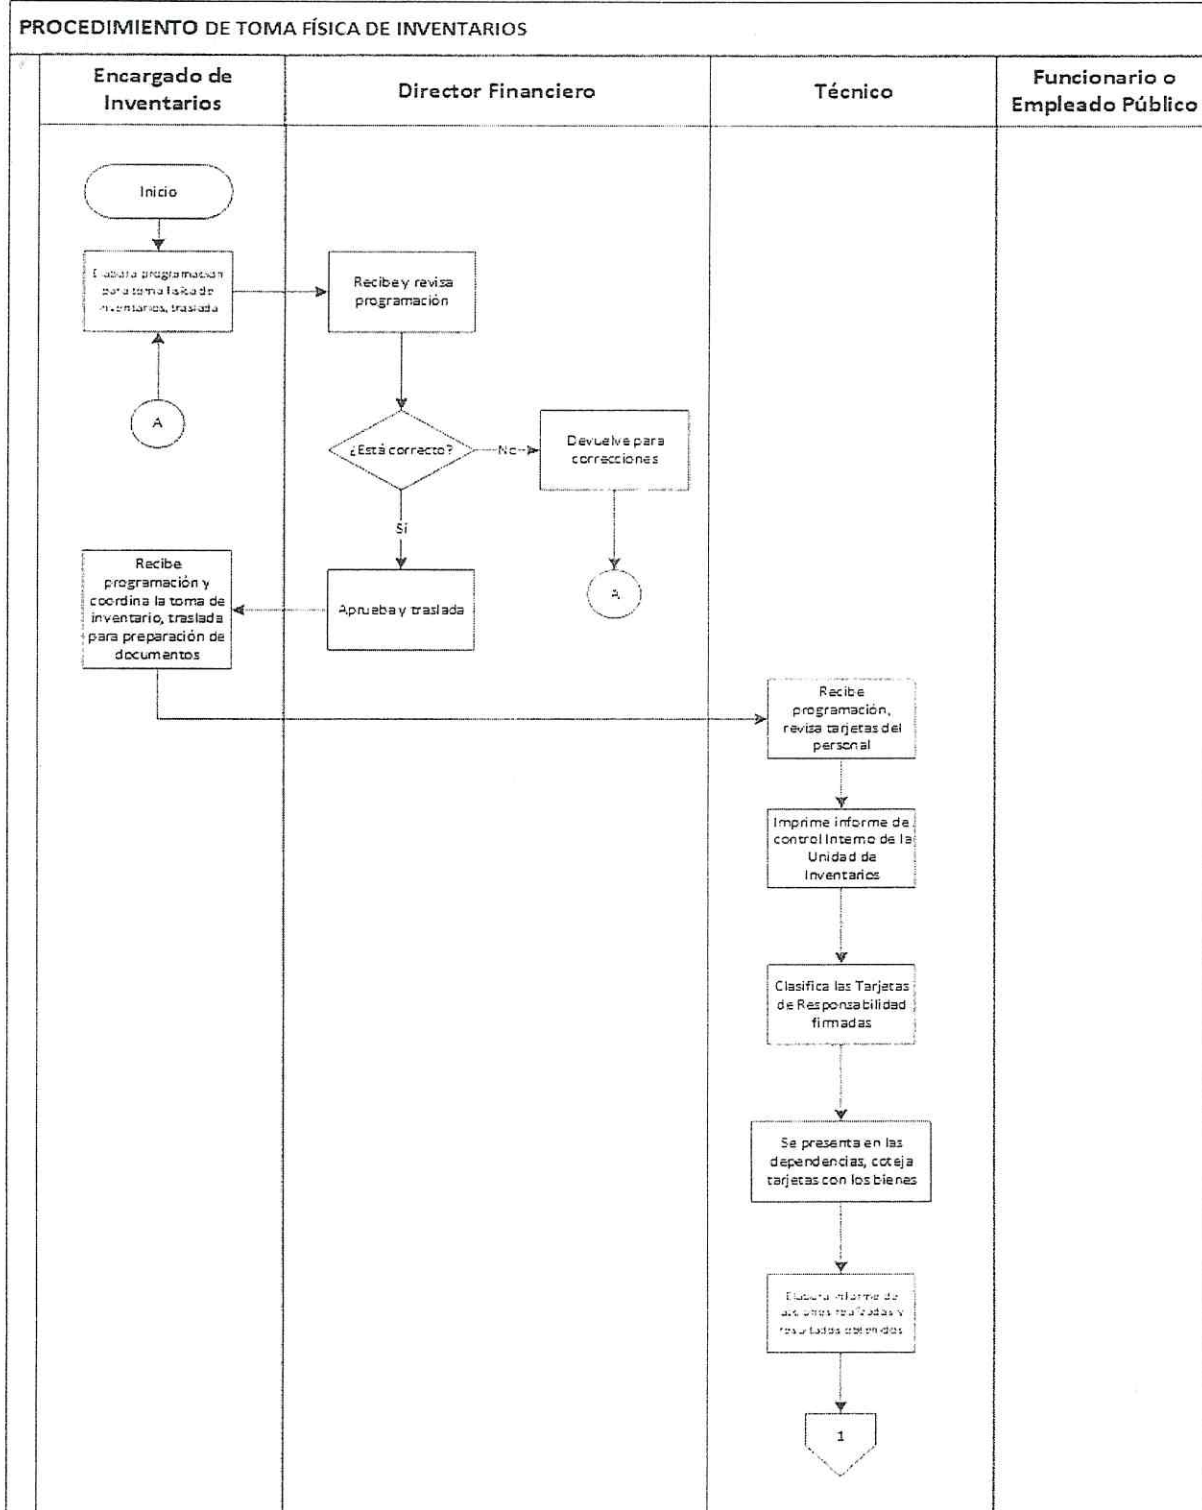 PROCEDIMIENTO DE TOMA FÍSICA DE INVENTARIOS
Encargado de
Inventarios
Director Financiero
Técnico
Funcionario o
Empleado Público
Inicio
Elabora programación
para toma física de
inventarios, traslada
Recibe y revisa
programación
A
¿Está correcto?
No
Devuelve para
correcciones
Sí
Recibe
programación y
coordina la toma de
inventario, traslada
para preparación de
documentos
Aprueba y traslada
A
Recibe
programación,
revisa tarjetas del
personal
Imprime informe de
control Interno de la
Unidad de
Inventarios
Clasifica las Tarjetas
de Responsabilidad
firmadas
Se presenta en las
dependencias, coteja
tarjetas con los bienes
Elabora informe de
acciones realizadas y
resultados obtenidos
1